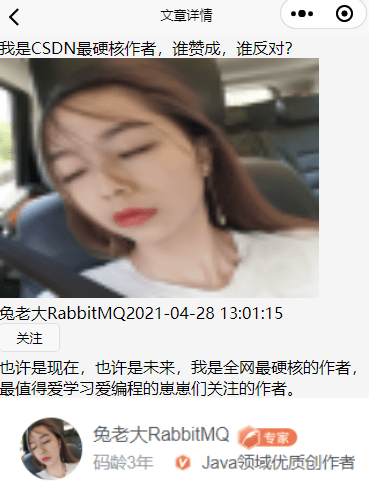 文章详情
我是CSDN最硬核作者，谁赞成，谁反对？
兔老大RabbitMQ2021-04-28 13:01:15
关注
也许是现在，也许是未来，我是全网最硬核的作者，
最值得爱学习爱编程的崽崽们关注的作者。
兔老大RabbitMQ 专家
码龄3年 Java领域优质创作者